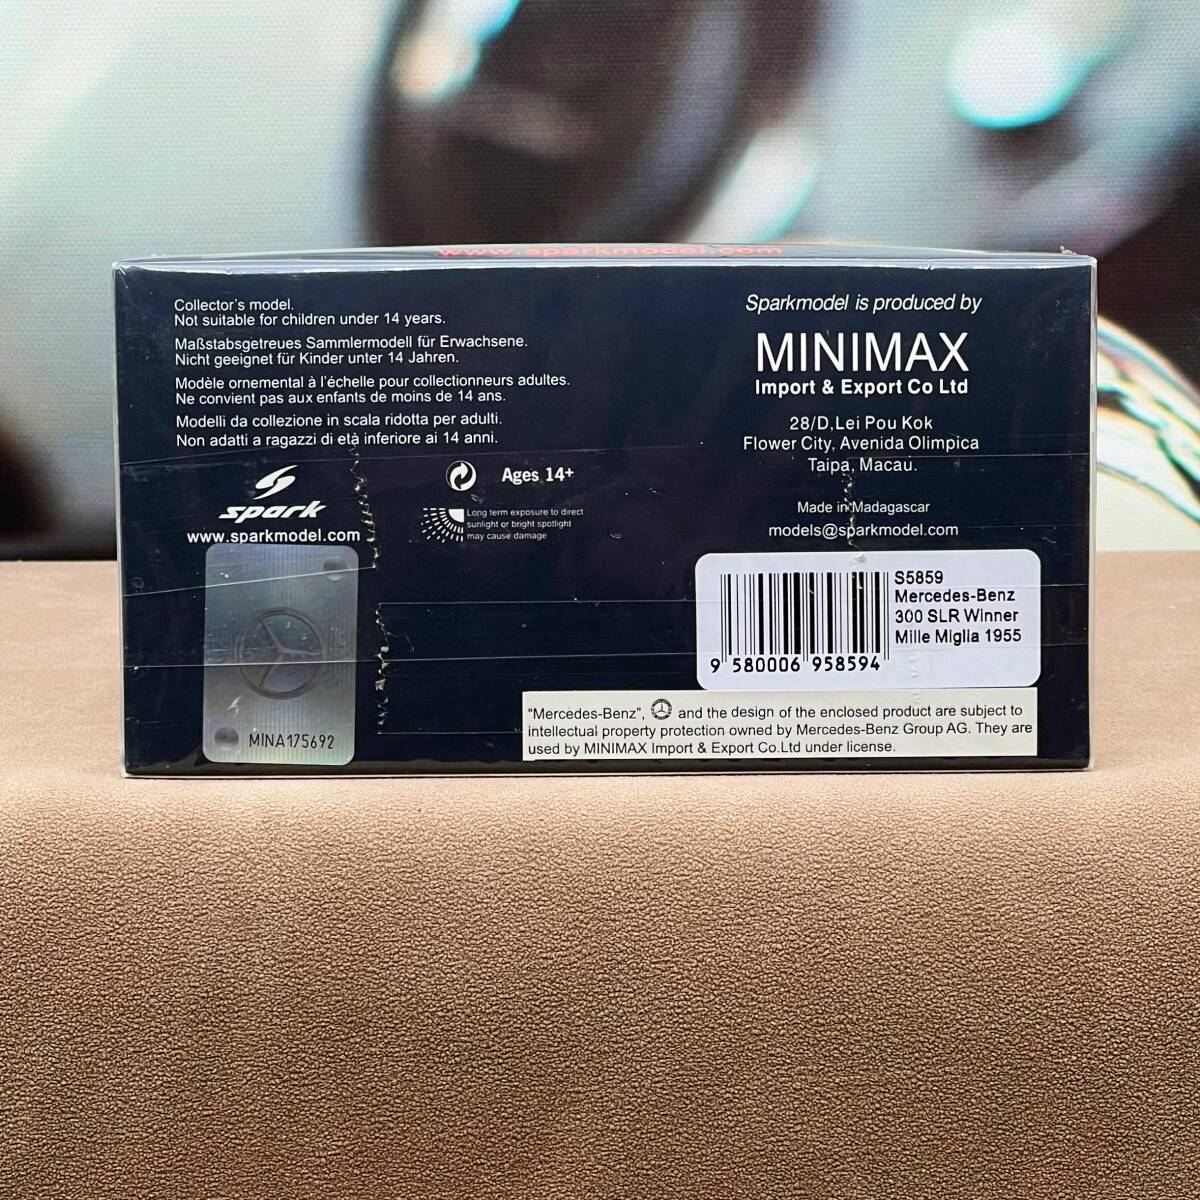 www.sparkmodel.com
Collector's model.
Not suitable for children under 14 years.
Maßstabsgetreues Sammlermodell für Erwachsene.
Nicht geeignet für Kinder unter 14 Jahren.
Modèle ornemental à l'échelle pour collectionneurs adultes.
Ne convient pas aux enfants de moins de 14 ans.
Modelli da collezione in scala ridotta per adulti.
Non adatti a ragazzi di età inferiore ai 14 anni.
spark
www.sparkmodel.com
Ages 14+
Long term exposure to direct
sunlight or bright spotlight
may cause damage
MINA175692
Sparkmodel is produced by
MINIMAX
Import & Export Co Ltd
28/D,Lei Pou Kok
Flower City, Avenida Olimpica
Taipa, Macau.
Made in Madagascar
models@sparkmodel.com
S5859
Mercedes-Benz
300 SLR Winner
Mille Miglia 1955
9 580006 958594
"Mercedes-Benz", and the design of the enclosed product are subject to
intellectual property protection owned by Mercedes-Benz Group AG. They are
used by MINIMAX Import & Export Co.Ltd under license.